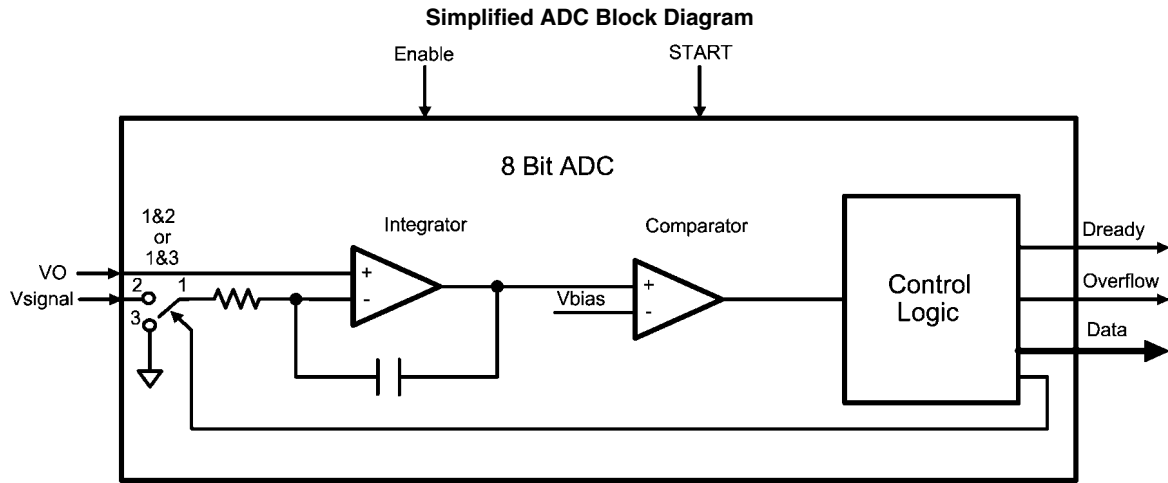 Simplified ADC Block Diagram
Enable
START
8 Bit ADC
1&2
or
1&3
Integrator
Comparator
VO
Vsignal
2
1
3
+
-
Vbias
+
-
Control
Logic
Dready
Overflow
Data